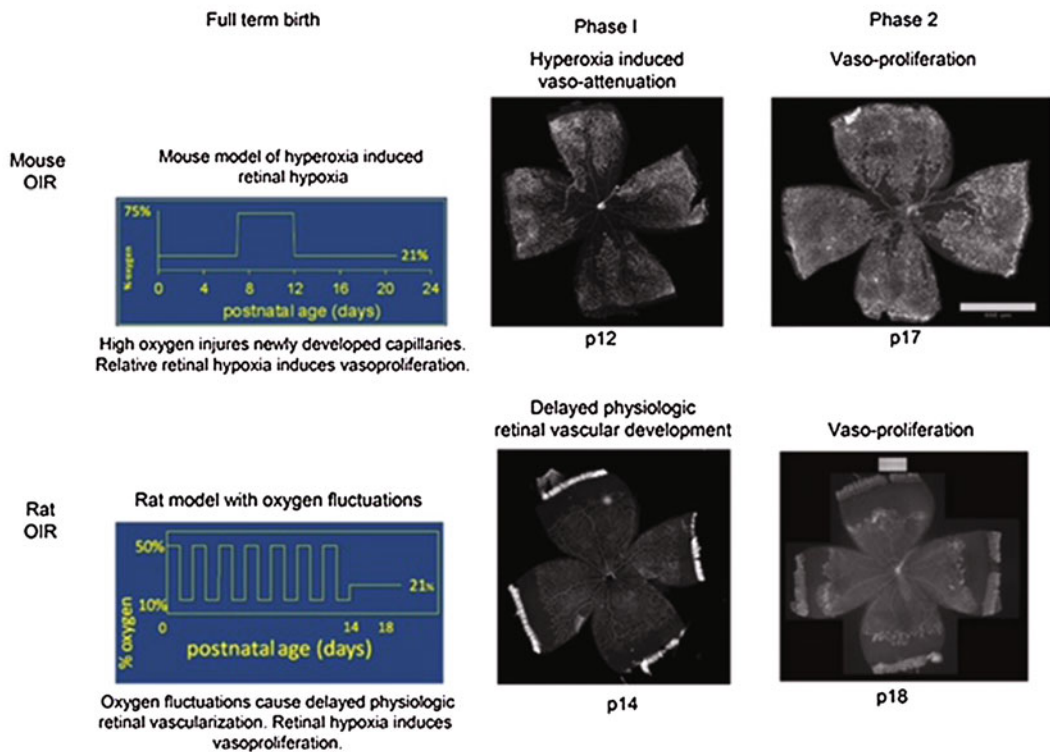 Full term birth
Phase I
Phase 2
Hyperoxia induced
vaso-attenuation
Vaso-proliferation
Mouse
OIR
Mouse model of hyperoxia induced
retinal hypoxia
75%
21%
% oxygen
0 4 8 12 16 20 24
postnatal age (days)
High oxygen injures newly developed capillaries.
Relative retinal hypoxia induces vasoproliferation.
p12
p17
Delayed physiologic
retinal vascular development
Vaso-proliferation
Rat
OIR
Rat model with oxygen fluctuations
50%
21%
10%
% oxygen
0 14 18
postnatal age (days)
Oxygen fluctuations cause delayed physiologic
retinal vascularization. Retinal hypoxia induces
vasoproliferation.
p14
p18